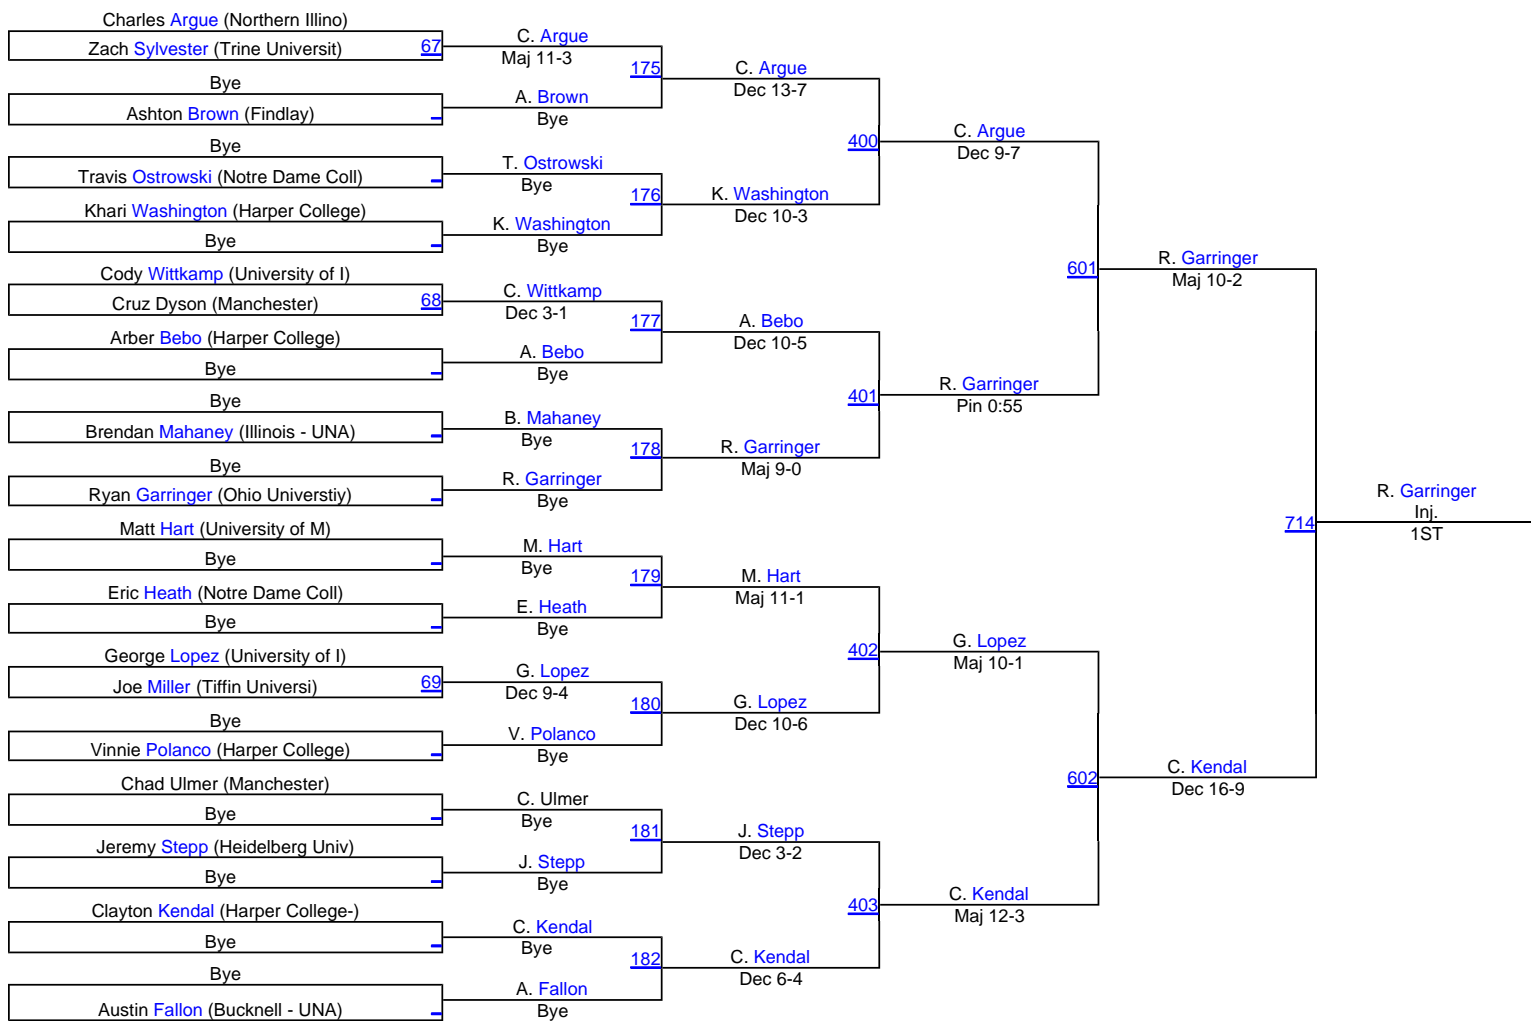 Charles Argue (Northern Illino)
Zach Sylvester (Trine Universit)
67
C. Argue
Maj 11-3
Bye
Ashton Brown (Findlay)
A. Brown
Bye
175
C. Argue
Dec 13-7
Bye
Travis Ostrowski (Notre Dame Coll)
T. Ostrowski
Bye
Khari Washington (Harper College)
Bye
K. Washington
Bye
176
K. Washington
Dec 10-3
400
C. Argue
Dec 9-7
Cody Wittkamp (University of I)
Cruz Dyson (Manchester)
68
C. Wittkamp
Dec 3-1
Arber Bebo (Harper College)
Bye
A. Bebo
Bye
177
A. Bebo
Dec 10-5
Bye
Brendan Mahaney (Illinois - UNA)
B. Mahaney
Bye
Bye
Ryan Garringer (Ohio Universtiy)
R. Garringer
Bye
178
R. Garringer
Maj 9-0
401
R. Garringer
Pin 0:55
601
R. Garringer
Maj 10-2
Matt Hart (University of M)
Bye
M. Hart
Bye
Eric Heath (Notre Dame Coll)
Bye
E. Heath
Bye
179
M. Hart
Maj 11-1
George Lopez (University of I)
Joe Miller (Tiffin Universi)
69
G. Lopez
Dec 9-4
Bye
Vinnie Polanco (Harper College)
V. Polanco
Bye
180
G. Lopez
Dec 10-6
402
G. Lopez
Maj 10-1
Chad Ulmer (Manchester)
Bye
C. Ulmer
Bye
Jeremy Stepp (Heidelberg Univ)
Bye
J. Stepp
Bye
181
J. Stepp
Dec 3-2
Clayton Kendal (Harper College-)
Bye
C. Kendal
Bye
Bye
Austin Fallon (Bucknell - UNA)
A. Fallon
Bye
182
C. Kendal
Dec 6-4
403
C. Kendal
Maj 12-3
602
C. Kendal
Dec 16-9
714
R. Garringer
Inj.
1ST